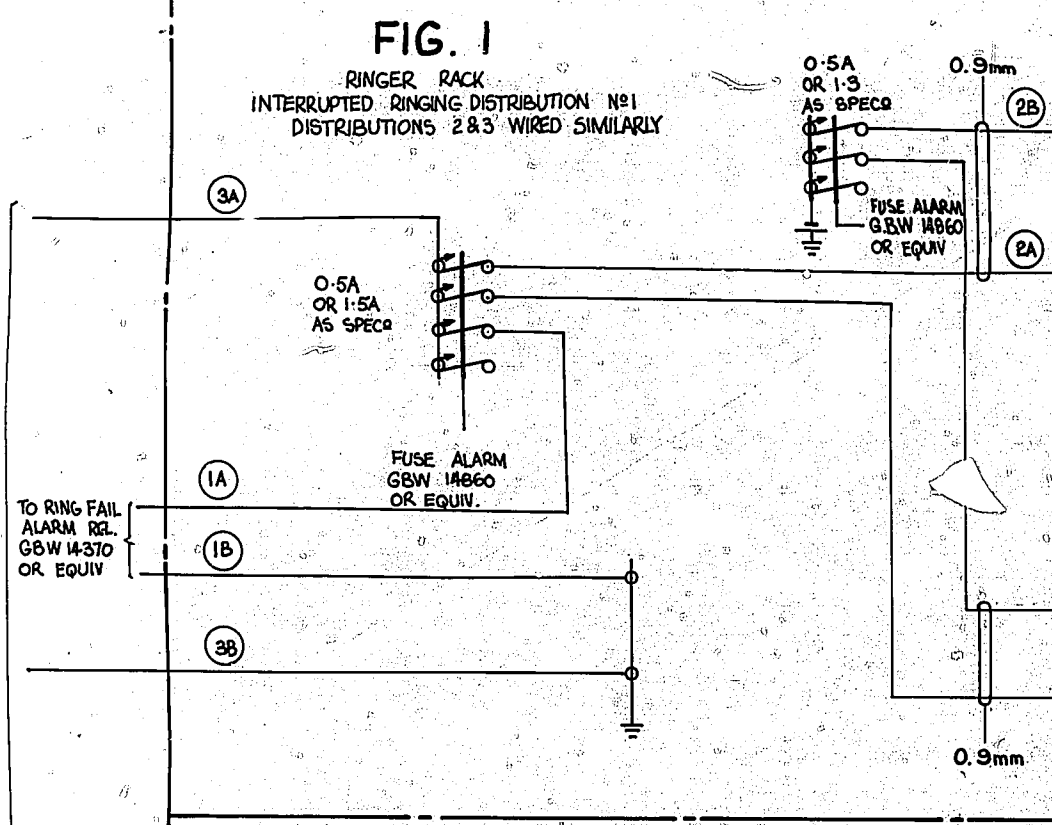 FIG. 1
RINGER RACK
INTERRUPTED RINGING DISTRIBUTION Nº1
DISTRIBUTIONS 2&3 WIRED SIMILARLY
0·5A
OR 1·3
AS SPECD
0.9mm
2B
3A
FUSE ALARM
G.BW 14860
OR EQUIV
2A
0·5A
OR 1·5A
AS SPECD
FUSE ALARM
GBW 14860
OR EQUIV.
1A
TO RING FAIL
ALARM REL.
GBW 14370
OR EQUIV
1B
3B
0.9mm